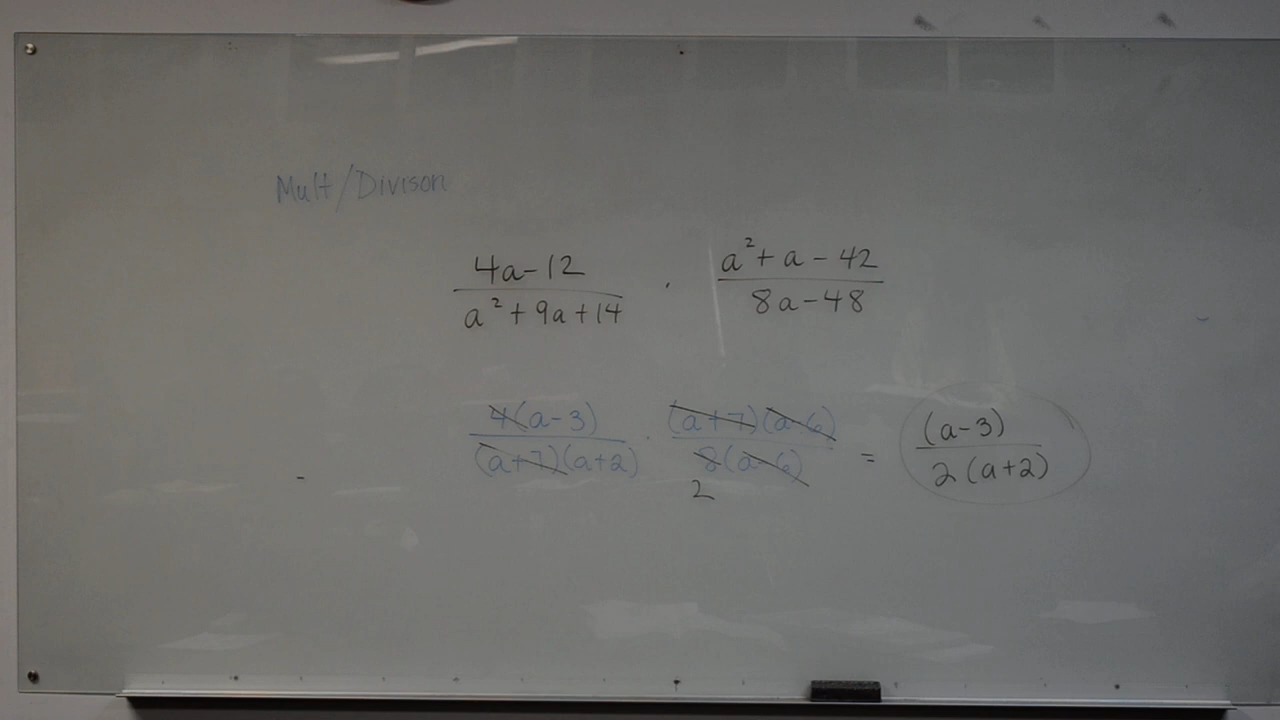 Mult/Divison
4a-12 / a²+9a+14 · a²+a-42 / 8a-48
4(a-3) / (a+7)(a+2) · (a+7)(a-6) / 8(a-6) = (a-3) / 2(a+2)
2